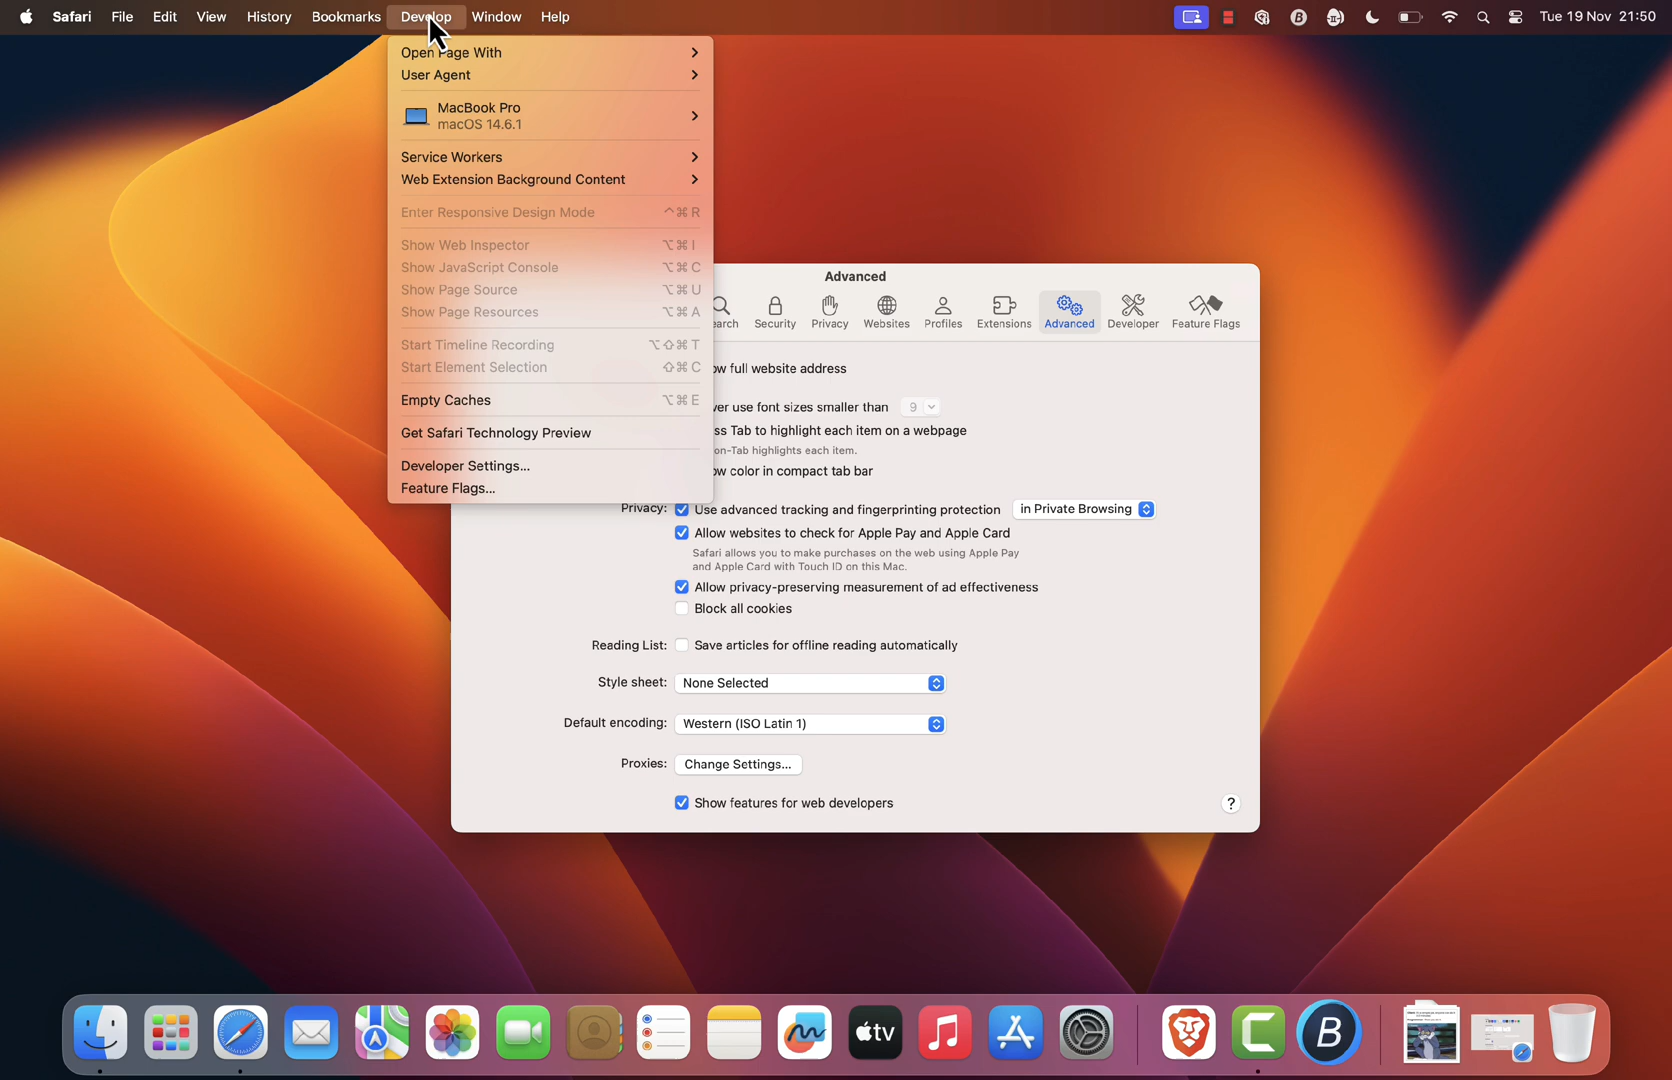 Safari File Edit View History Bookmarks Develop Window Help
Tue 19 Nov 21:50
Open Page With
User Agent
MacBook Pro
macOS 14.6.1
Service Workers
Web Extension Background Content
Enter Responsive Design Mode ⌃⌘R
Show Web Inspector ⌥⌘I
Show JavaScript Console ⌥⌘C
Show Page Source ⌥⌘U
Show Page Resources ⌥⌘A
Start Timeline Recording ⌥⇧⌘T
Start Element Selection ⇧⌘C
Empty Caches ⌥⌘E
Get Safari Technology Preview
Developer Settings...
Feature Flags...
Advanced
earch Security Privacy Websites Profiles Extensions Advanced Developer Feature Flags
ow full website address
ver use font sizes smaller than 9
ss Tab to highlight each item on a webpage
on-Tab highlights each item.
ow color in compact tab bar
Privacy: Use advanced tracking and fingerprinting protection in Private Browsing
Allow websites to check for Apple Pay and Apple Card
Safari allows you to make purchases on the web using Apple Pay
and Apple Card with Touch ID on this Mac.
Allow privacy-preserving measurement of ad effectiveness
Block all cookies
Reading List: Save articles for offline reading automatically
Style sheet: None Selected
Default encoding: Western (ISO Latin 1)
Proxies: Change Settings...
Show features for web developers
?
tv